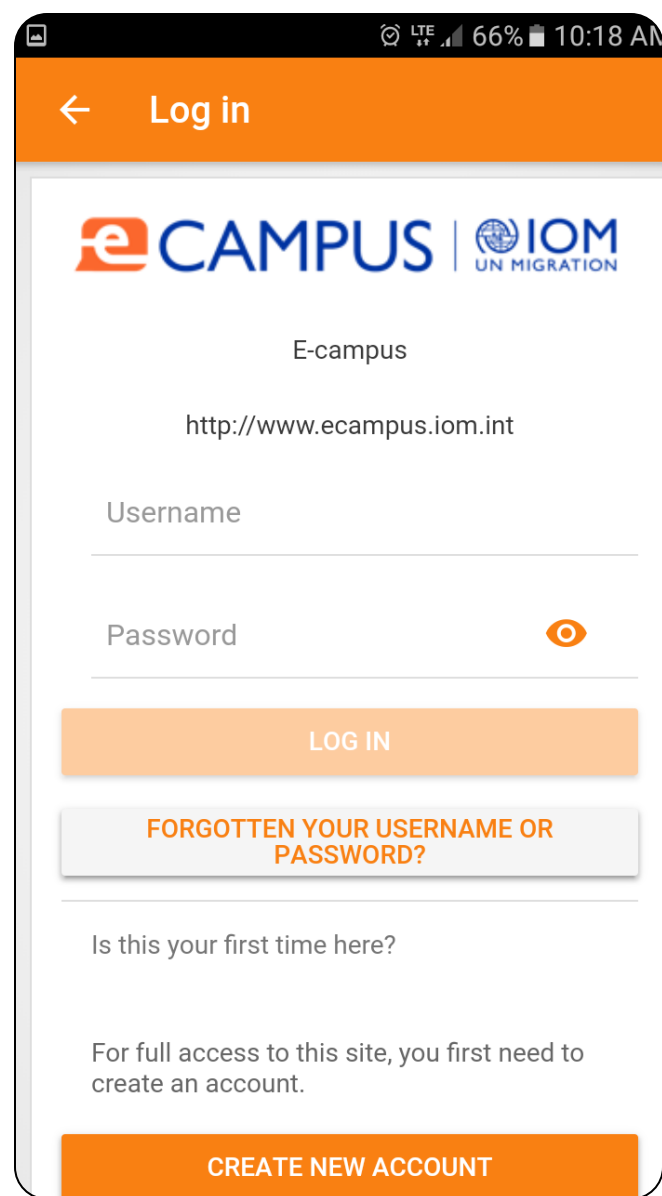 LTE 66% 10:18 AM
Log in
e CAMPUS | IOM
UN MIGRATION
E-campus
http://www.ecampus.iom.int
Username
Password
LOG IN
FORGOTTEN YOUR USERNAME OR
PASSWORD?
Is this your first time here?
For full access to this site, you first need to
create an account.
CREATE NEW ACCOUNT